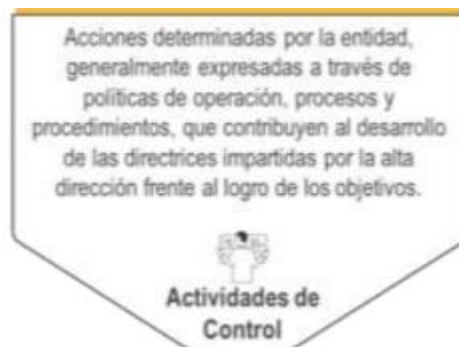 Acciones determinadas por la entidad,
generalmente expresadas a través de
políticas de operación, procesos y
procedimientos, que contribuyen al desarrollo
de las directrices impartidas por la alta
dirección frente al logro de los objetivos.
Actividades de
Control